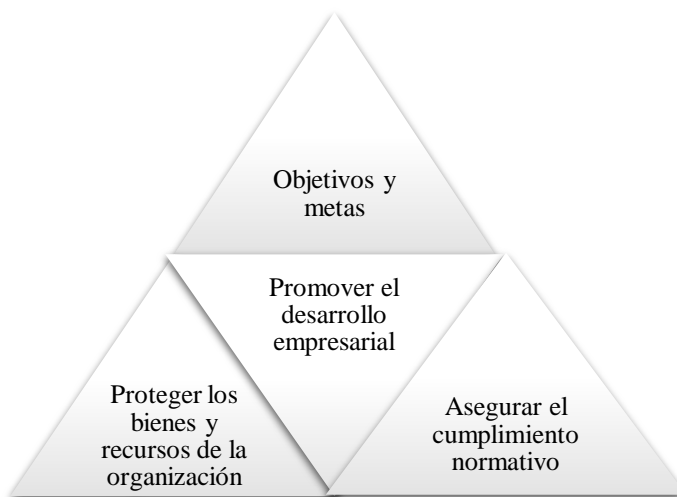 Objetivos y
metas
Promover el
desarrollo
empresarial
Proteger los
bienes y
recursos de la
organización
Asegurar el
cumplimiento
normativo